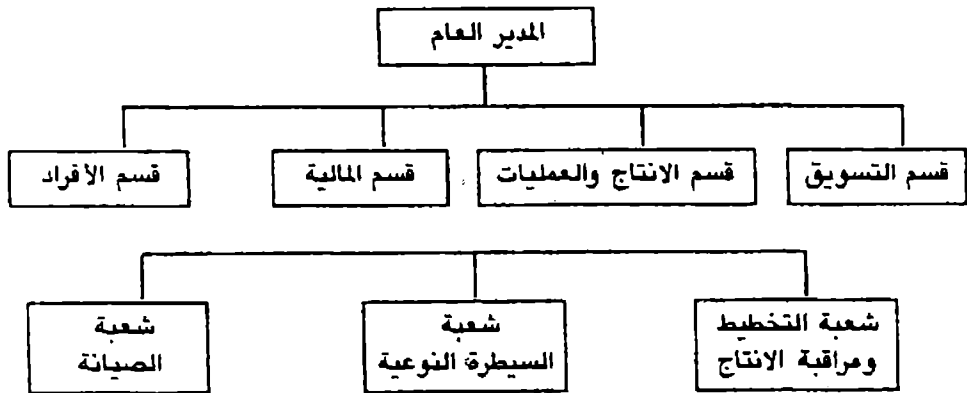 المدير العام
قسم التسويق
قسم الانتاج والعمليات
قسم المالية
قسم الأفراد
شعبة التخطيط
ومراقبة الانتاج
شعبة
السيطرة النوعية
شعبة
الصيانة